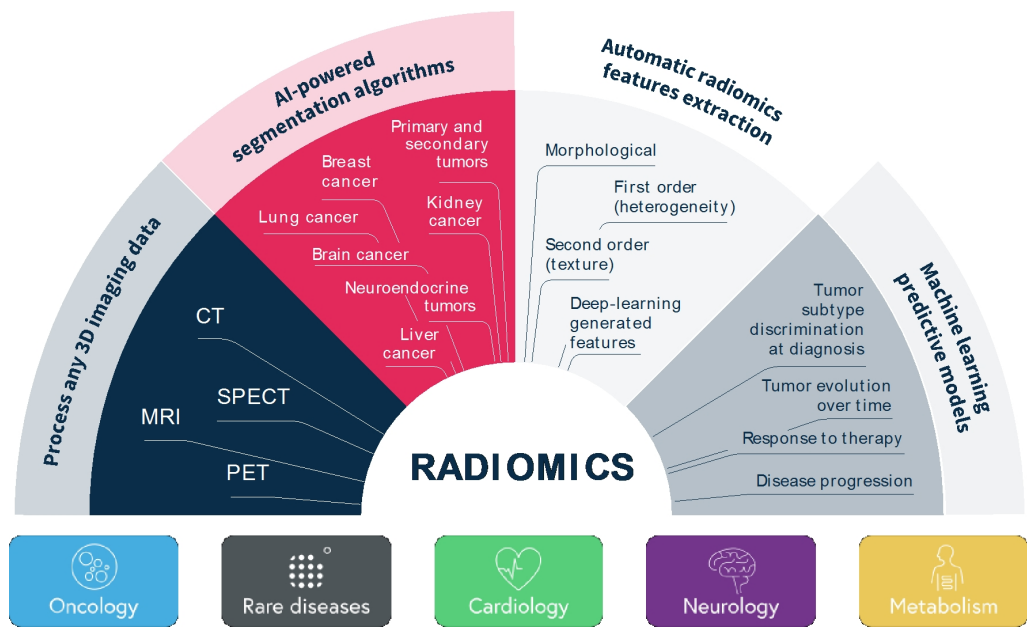 AI-powered
segmentation algorithms
Automatic radiomics
features extraction
Process any 3D imaging data
Machine learning
predictive models
CT
SPECT
MRI
PET
Primary and
secondary
tumors
Breast
cancer
Kidney
cancer
Lung cancer
Brain cancer
Neuroendocrine
tumors
Liver
cancer
Morphological
First order
(heterogeneity)
Second order
(texture)
Deep-learning
generated
features
Tumor
subtype
discrimination
at diagnosis
Tumor evolution
over time
Response to therapy
Disease progression
RADIOMICS
Oncology
Rare diseases
Cardiology
Neurology
Metabolism